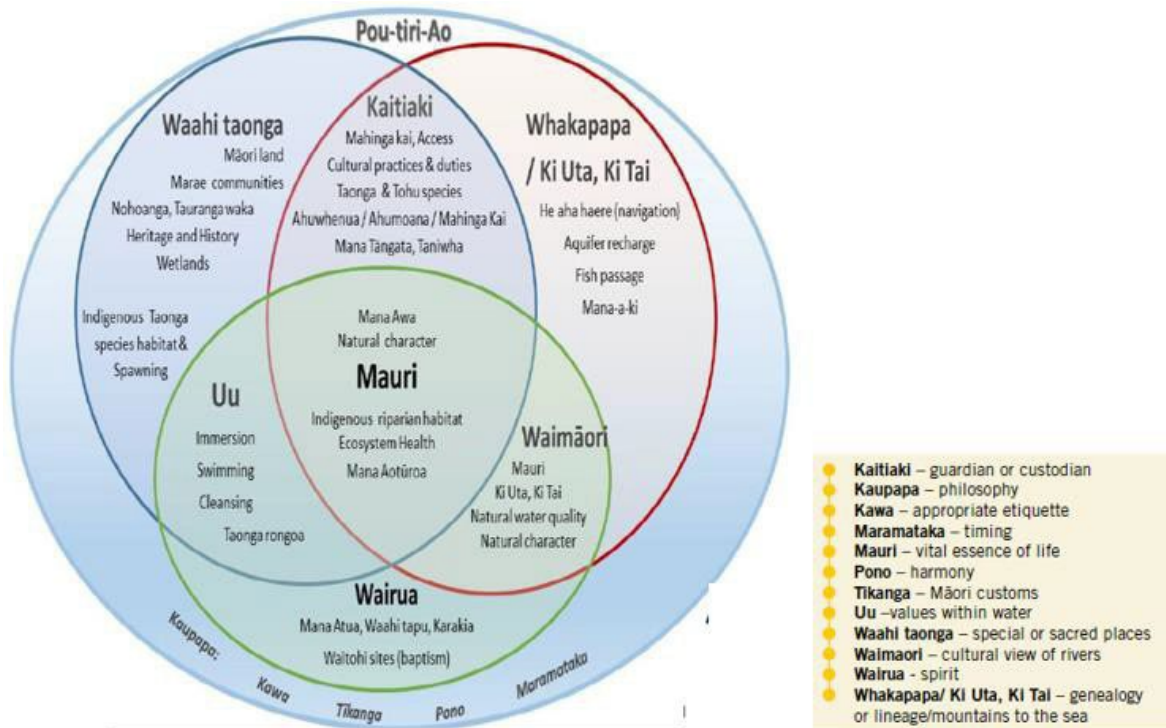 Pou-tiri-Ao
Waahi taonga
Māori land
Marae communities
Nohoanga, Tauranga waka
Heritage and History
Wetlands
Indigenous Taonga
species habitat &
Spawning
Kaitiaki
Mahinga kai, Access
Cultural practices & duties
Taonga & Tohu species
Ahuwhenua / Ahumoana / Mahinga Kai
Mana Tāngata, Taniwha
Whakapapa
/ Ki Uta, Ki Tai
He aha haere (navigation)
Aquifer recharge
Fish passage
Mana-a-ki
Mana Awa
Natural character
Mauri
Indigenous riparian habitat
Ecosystem Health
Mana Aotūroa
Uu
Immersion
Swimming
Cleansing
Taonga rongoa
Waimāori
Mauri
Ki Uta, Ki Tai
Natural water quality
Natural character
Wairua
Mana Atua, Waahi tapu, Karakia
Waitohi sites (baptism)
Kaupapa:
Kawa
Tikanga
Pono
Maramataka
Kaitiaki – guardian or custodian
Kaupapa – philosophy
Kawa – appropriate etiquette
Maramataka – timing
Mauri – vital essence of life
Pono – harmony
Tikanga – Māori customs
Uu –values within water
Waahi taonga – special or sacred places
Waimaori – cultural view of rivers
Wairua - spirit
Whakapapa/ Ki Uta, Ki Tai – genealogy
or lineage/mountains to the sea